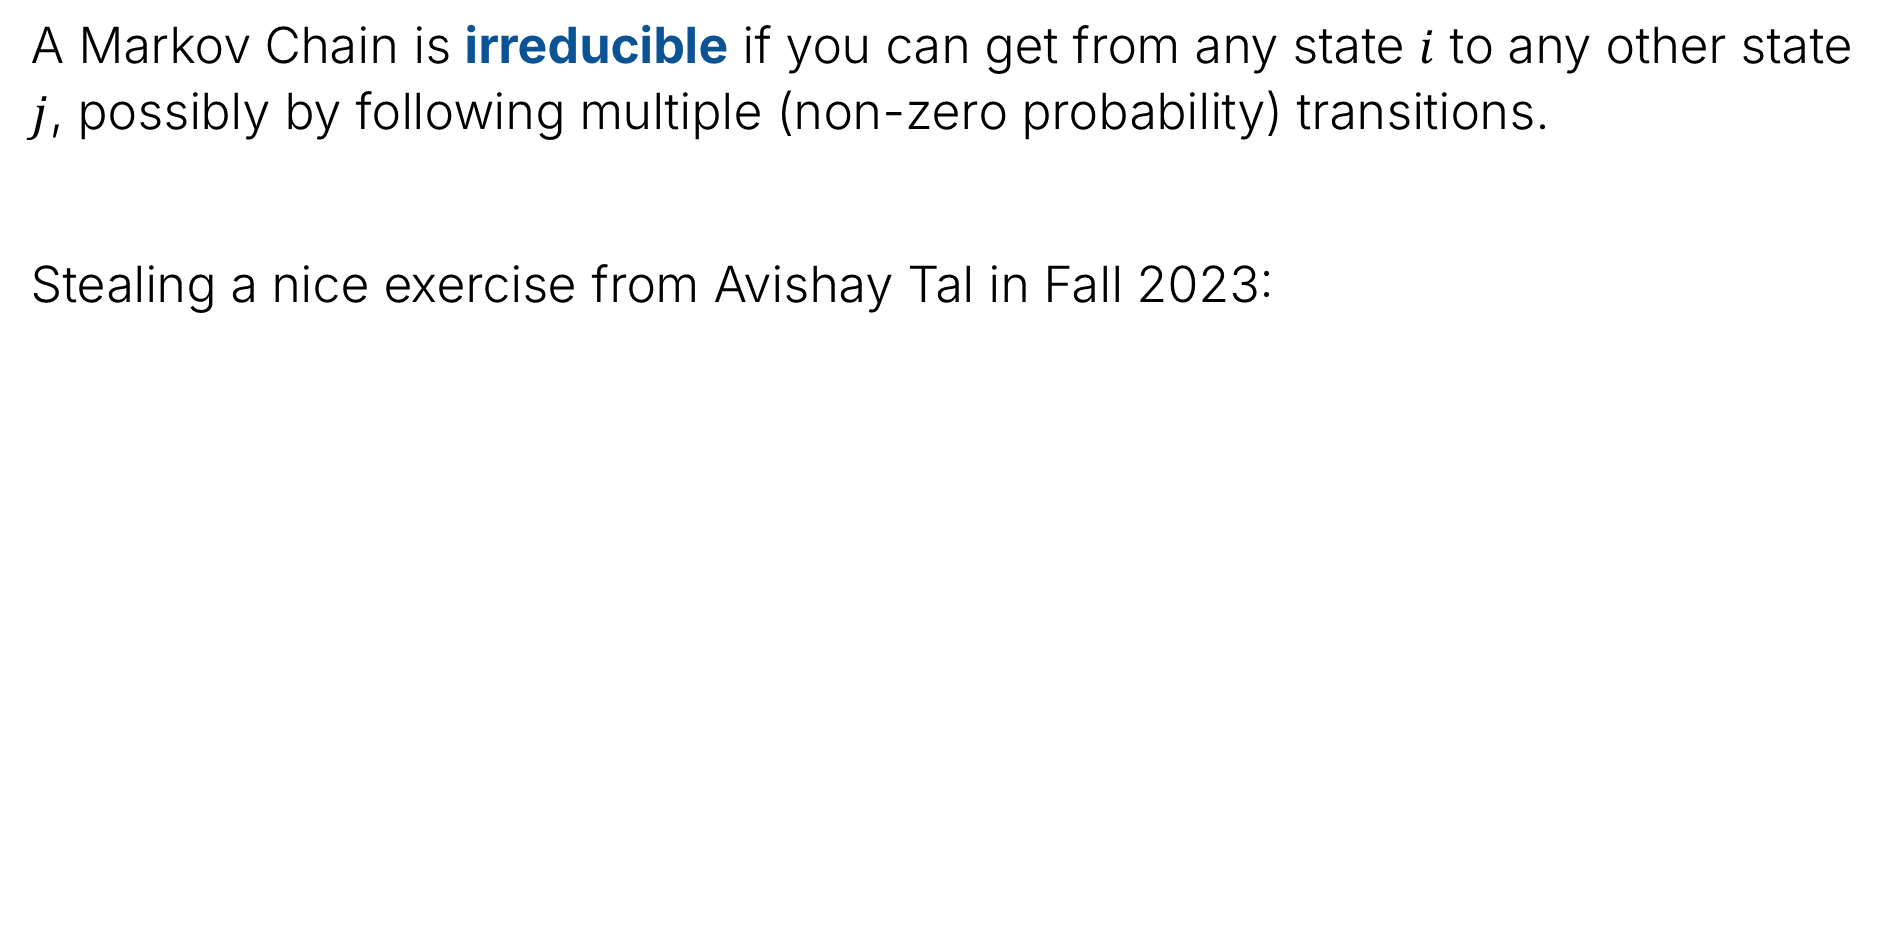 A Markov Chain is irreducible if you can get from any state i to any other state
j, possibly by following multiple (non-zero probability) transitions.
Stealing a nice exercise from Avishay Tal in Fall 2023: